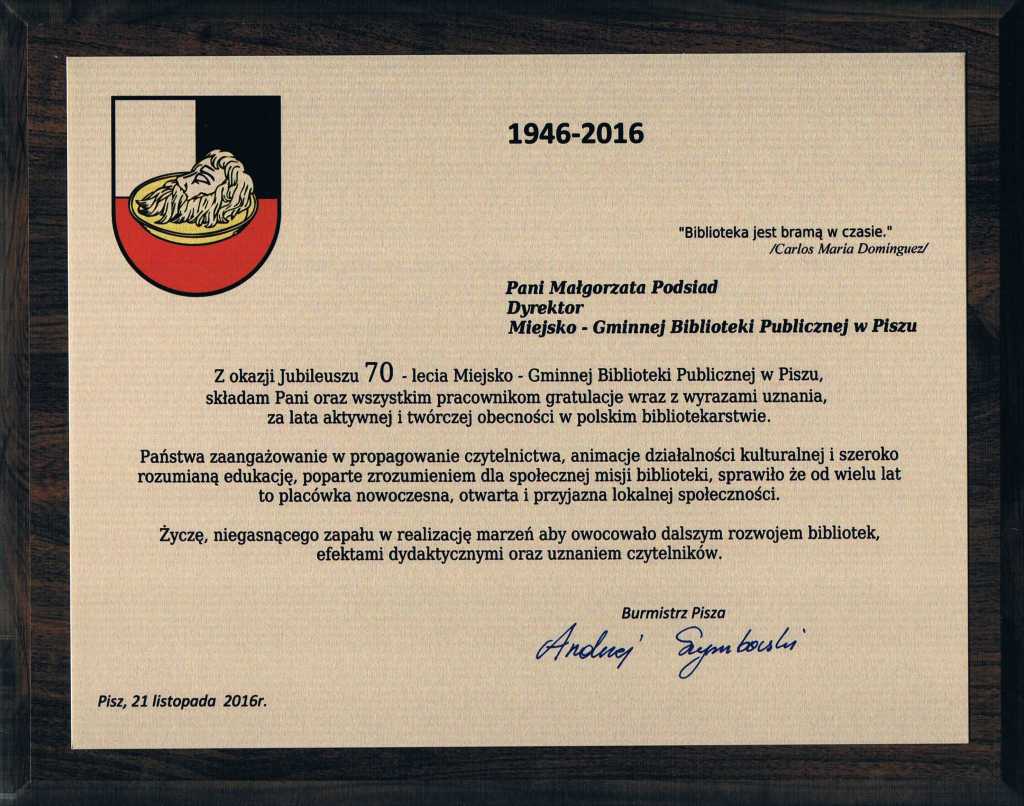 1946-2016
"Biblioteka jest bramą w czasie."
/Carlos Maria Domínguez/
Pani Małgorzata Podsiad
Dyrektor
Miejsko - Gminnej Biblioteki Publicznej w Piszu
Z okazji Jubileuszu 70 - lecia Miejsko - Gminnej Biblioteki Publicznej w Piszu,
składam Pani oraz wszystkim pracownikom gratulacje wraz z wyrazami uznania,
za lata aktywnej i twórczej obecności w polskim bibliotekarstwie.
Państwa zaangażowanie w propagowanie czytelnictwa, animacje działalności kulturalnej i szeroko
rozumianą edukację, poparte zrozumieniem dla społecznej misji biblioteki, sprawiło że od wielu lat
to placówka nowoczesna, otwarta i przyjazna lokalnej społeczności.
Życzę, niegasnącego zapału w realizację marzeń aby owocowało dalszym rozwojem bibliotek,
efektami dydaktycznymi oraz uznaniem czytelników.
Burmistrz Pisza
Andrzej Szymborski
Pisz, 21 listopada 2016r.